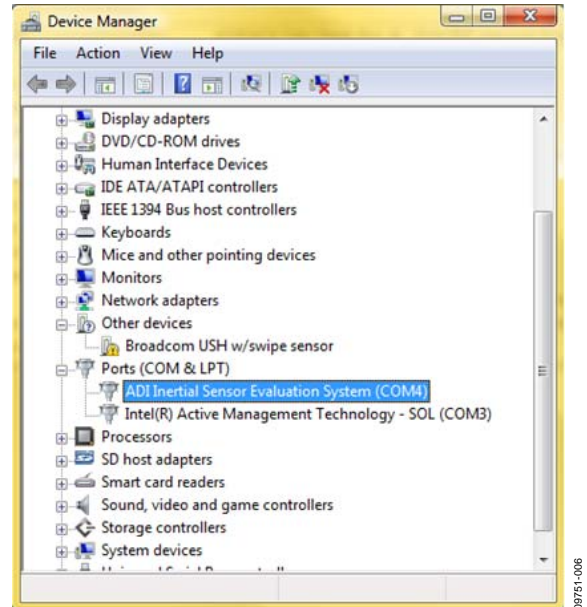 Device Manager
File Action View Help
Display adapters
DVD/CD-ROM drives
Human Interface Devices
IDE ATA/ATAPI controllers
IEEE 1394 Bus host controllers
Keyboards
Mice and other pointing devices
Monitors
Network adapters
Other devices
Broadcom USH w/swipe sensor
Ports (COM & LPT)
ADI Inertial Sensor Evaluation System (COM4)
Intel(R) Active Management Technology - SOL (COM3)
Processors
SD host adapters
Smart card readers
Sound, video and game controllers
Storage controllers
System devices
09751-006